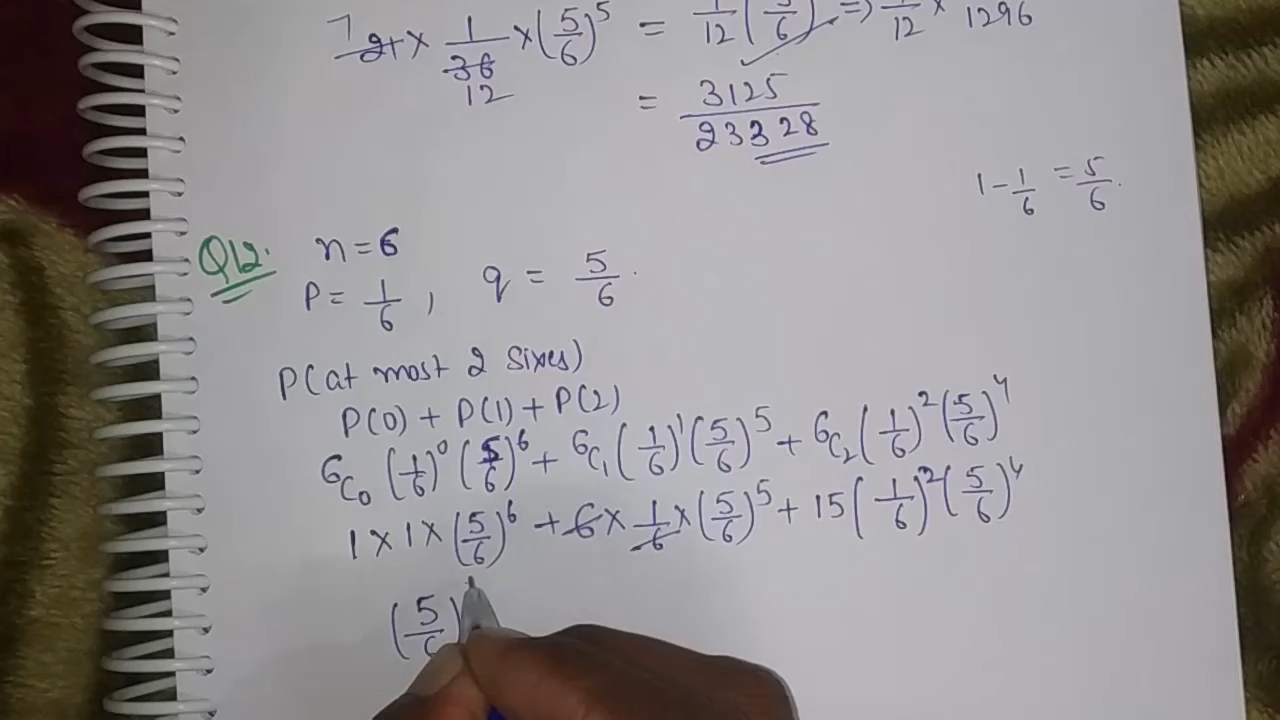 7
21 × 1/36 × (5/6)^5 = 1/12 (5/6) => 1/12 × 1296
12
= 3125/23328
1 - 1/6 = 5/6.
Q12. n = 6
P = 1/6 , q = 5/6 .
P(at most 2 sixes)
P(0) + P(1) + P(2)
6C0 (1/6)^0 (5/6)^6 + 6C1 (1/6)^1 (5/6)^5 + 6C2 (1/6)^2 (5/6)^4
1 × 1 × (5/6)^6 + 6 × 1/6 × (5/6)^5 + 15 (1/6)^2 (5/6)^4
(5/6)